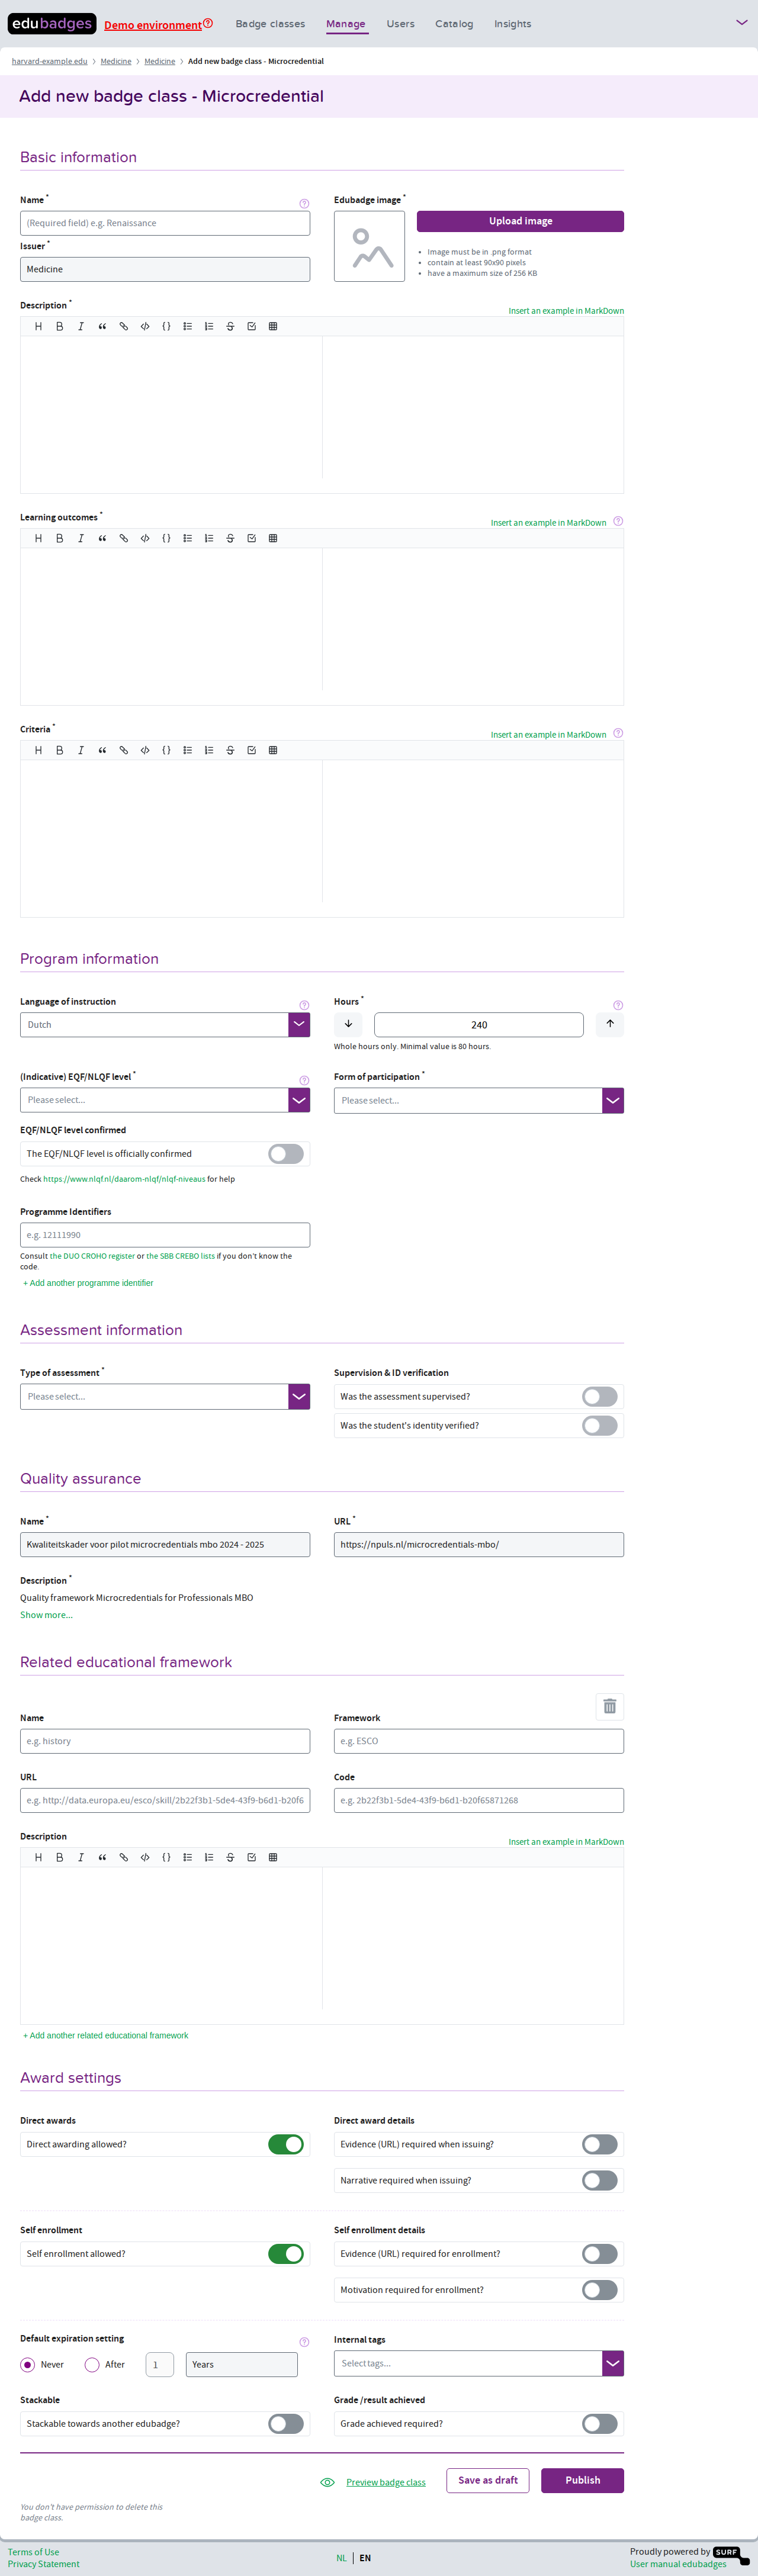 edubadges Demo environment Badge classes Manage Users Catalog Insights
harvard-example.edu Medicine Medicine Add new badge class - Microcredential
Add new badge class - Microcredential
Basic information
Name *
(Required field) e.g. Renaissance
Issuer *
Medicine
Edubadge image *
Upload image
• Image must be in .png format
• contain at least 90x90 pixels
• have a maximum size of 256 KB
Description *
Insert an example in MarkDown
Learning outcomes *
Insert an example in MarkDown
Criteria *
Insert an example in MarkDown
Program information
Language of instruction
Dutch
Hours *
240
Whole hours only. Minimal value is 80 hours.
(Indicative) EQF/NLQF level *
Please select...
Form of participation *
Please select...
EQF/NLQF level confirmed
The EQF/NLQF level is officially confirmed
Check https://www.nlqf.nl/daarom-nlqf/nlqf-niveaus for help
Programme Identifiers
e.g. 12111990
Consult the DUO CROHO register or the SBB CREBO lists if you don't know the
code.
+ Add another programme identifier
Assessment information
Type of assessment *
Please select...
Supervision & ID verification
Was the assessment supervised?
Was the student's identity verified?
Quality assurance
Name *
Kwaliteitskader voor pilot microcredentials mbo 2024 - 2025
URL *
https://npuls.nl/microcredentials-mbo/
Description *
Quality framework Microcredentials for Professionals MBO
Show more...
Related educational framework
Name
e.g. history
Framework
e.g. ESCO
URL
e.g. http://data.europa.eu/esco/skill/2b22f3b1-5de4-43f9-b6d1-b20f6
Code
e.g. 2b22f3b1-5de4-43f9-b6d1-b20f65871268
Description
Insert an example in MarkDown
+ Add another related educational framework
Award settings
Direct awards
Direct awarding allowed?
Direct award details
Evidence (URL) required when issuing?
Narrative required when issuing?
Self enrollment
Self enrollment allowed?
Self enrollment details
Evidence (URL) required for enrollment?
Motivation required for enrollment?
Default expiration setting
Never After 1 Years
Internal tags
Select tags...
Stackable
Stackable towards another edubadge?
Grade /result achieved
Grade achieved required?
Preview badge class Save as draft Publish
You don't have permission to delete this
badge class.
Terms of Use
Privacy Statement
NL EN
Proudly powered by SURF
User manual edubadges